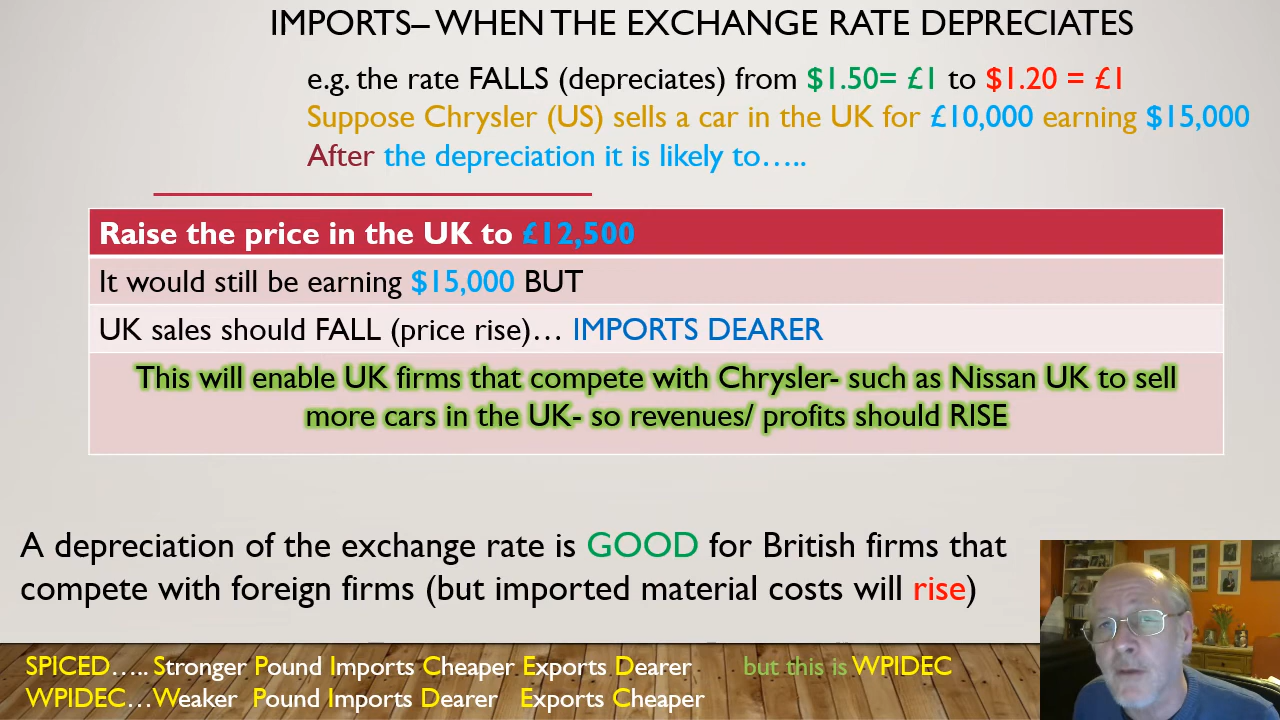 IMPORTS– WHEN THE EXCHANGE RATE DEPRECIATES
e.g. the rate FALLS (depreciates) from $1.50= £1 to $1.20 = £1
Suppose Chrysler (US) sells a car in the UK for £10,000 earning $15,000
After the depreciation it is likely to…..
Raise the price in the UK to £12,500
It would still be earning $15,000 BUT
UK sales should FALL (price rise)… IMPORTS DEARER
This will enable UK firms that compete with Chrysler- such as Nissan UK to sell
more cars in the UK- so revenues/ profits should RISE
A depreciation of the exchange rate is GOOD for British firms that
compete with foreign firms (but imported material costs will rise)
SPICED….. Stronger Pound Imports Cheaper Exports Dearer but this is WPIDEC
WPIDEC…Weaker Pound Imports Dearer Exports Cheaper